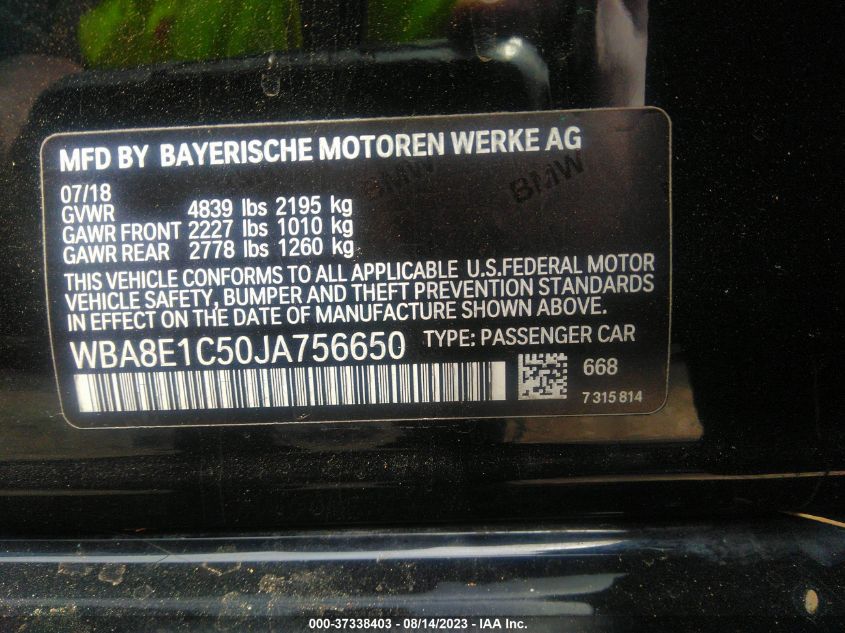 MFD BY BAYERISCHE MOTOREN WERKE AG
07/18
GVWR 4839 lbs 2195 kg
GAWR FRONT 2227 lbs 1010 kg
GAWR REAR 2778 lbs 1260 kg
THIS VEHICLE CONFORMS TO ALL APPLICABLE U.S.FEDERAL MOTOR
VEHICLE SAFETY, BUMPER AND THEFT PREVENTION STANDARDS
IN EFFECT ON THE DATE OF MANUFACTURE SHOWN ABOVE.
WBA8E1C50JA756650 TYPE: PASSENGER CAR
668
7 315 814
BMW
BMW
000-37338403 - 08/14/2023 - IAA Inc.